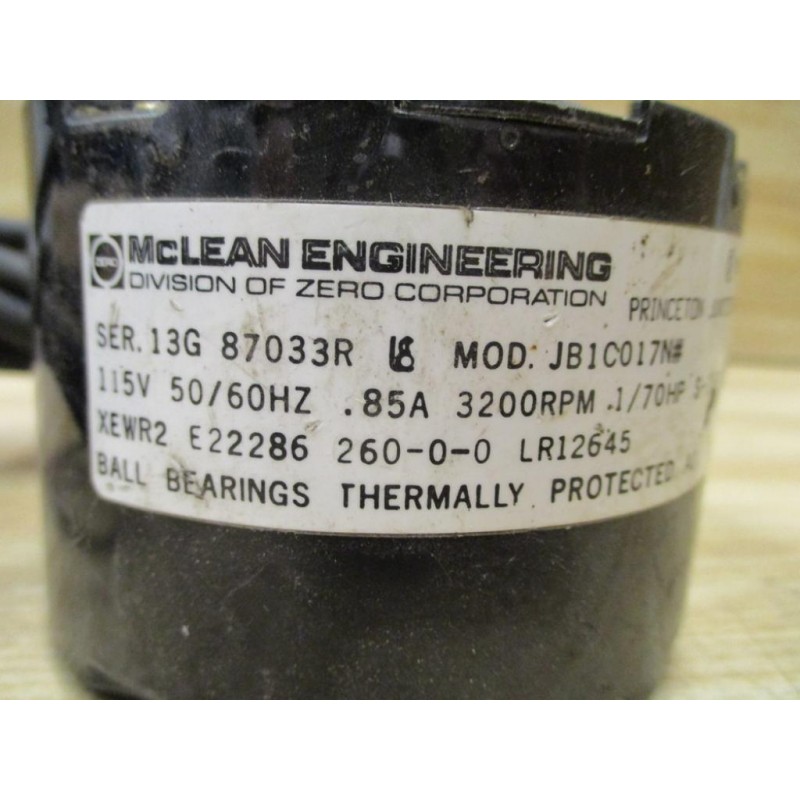 McLEAN ENGINEERING
DIVISION OF ZERO CORPORATION
PRINCETON
SER. 13G 87033R 18 MOD. JB1C017N#
115V 50/60HZ .85A 3200RPM .1/70HP
XEWR2 E22286 260-0-0 LR12645
BALL BEARINGS THERMALLY PROTECTED